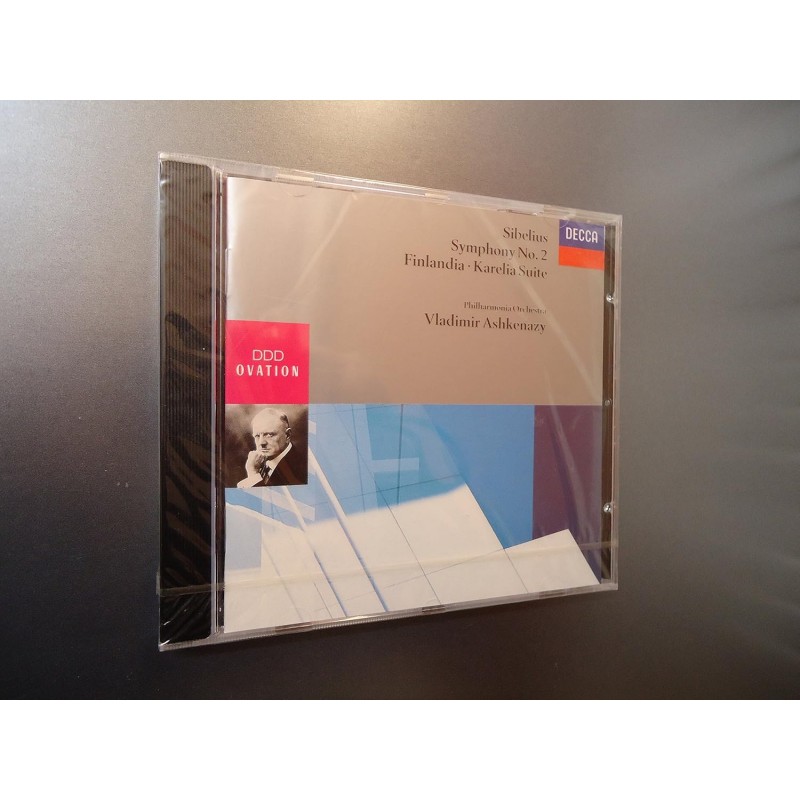 Sibelius
Symphony No. 2
Finlandia · Karelia Suite
DECCA
Philharmonia Orchestra
Vladimir Ashkenazy
DDD
OVATION